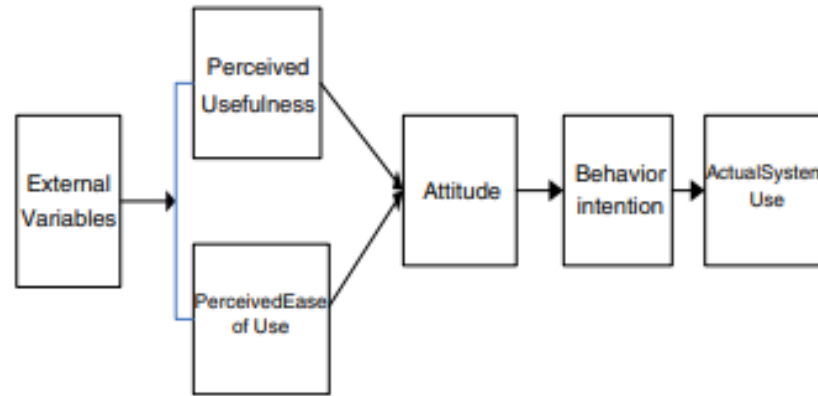 Perceived
Usefulness
External
Variables
PerceivedEase
of Use
Attitude
Behavior
intention
ActualSystem
Use